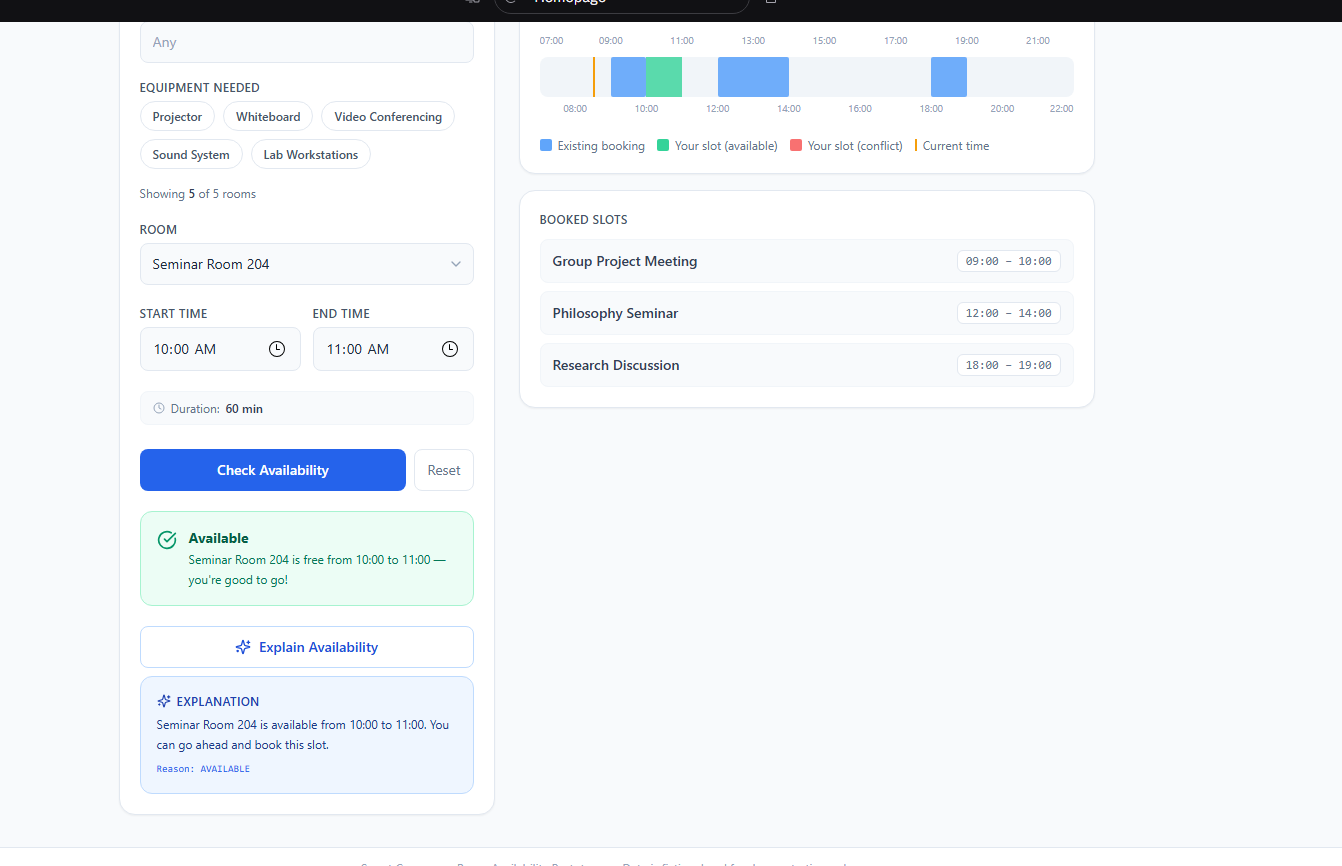 Homepage
Any
EQUIPMENT NEEDED
Projector
Whiteboard
Video Conferencing
Sound System
Lab Workstations
Showing 5 of 5 rooms
ROOM
Seminar Room 204
START TIME
END TIME
10:00 AM
11:00 AM
Duration: 60 min
Check Availability
Reset
Available
Seminar Room 204 is free from 10:00 to 11:00 —
you're good to go!
Explain Availability
EXPLANATION
Seminar Room 204 is available from 10:00 to 11:00. You
can go ahead and book this slot.
Reason: AVAILABLE
07:00 09:00 11:00 13:00 15:00 17:00 19:00 21:00
08:00 10:00 12:00 14:00 16:00 18:00 20:00 22:00
Existing booking
Your slot (available)
Your slot (conflict)
Current time
BOOKED SLOTS
Group Project Meeting
09:00 – 10:00
Philosophy Seminar
12:00 – 14:00
Research Discussion
18:00 – 19:00